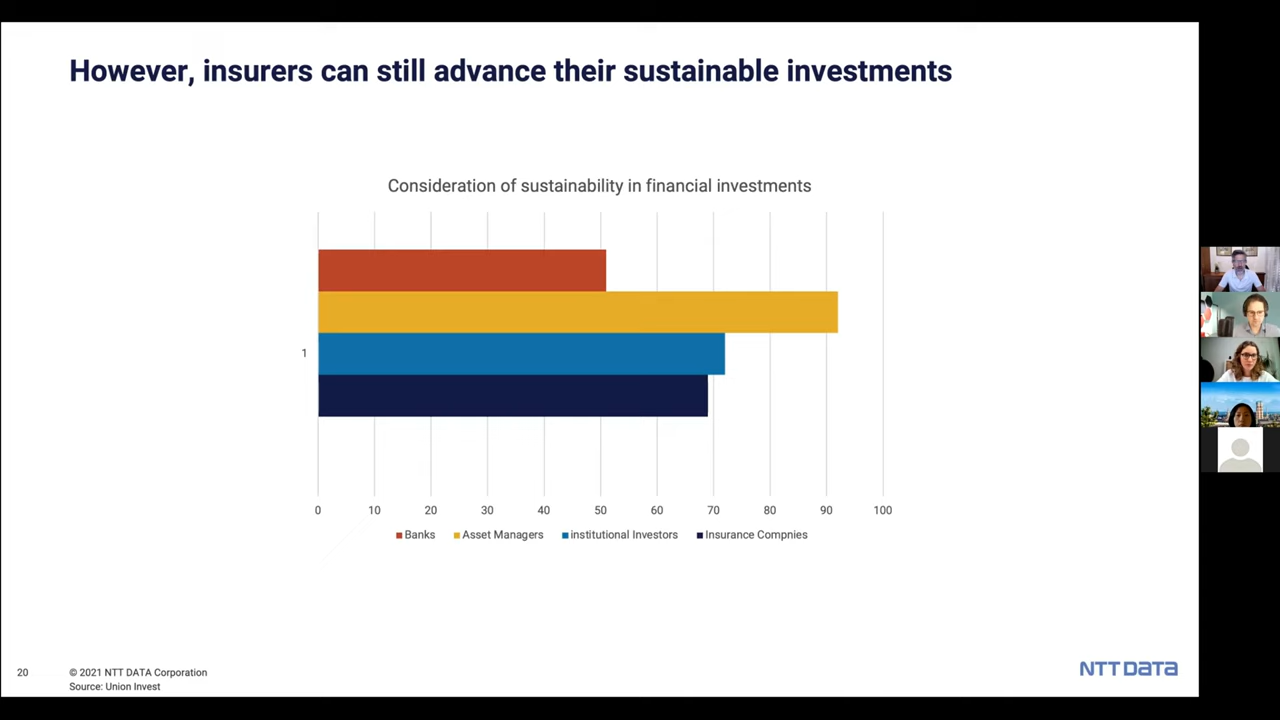 However, insurers can still advance their sustainable investments
Consideration of sustainability in financial investments
1
0 10 20 30 40 50 60 70 80 90 100
Banks Asset Managers institutional Investors Insurance Compnies
20
© 2021 NTT DATA Corporation
Source: Union Invest
NTT DATA